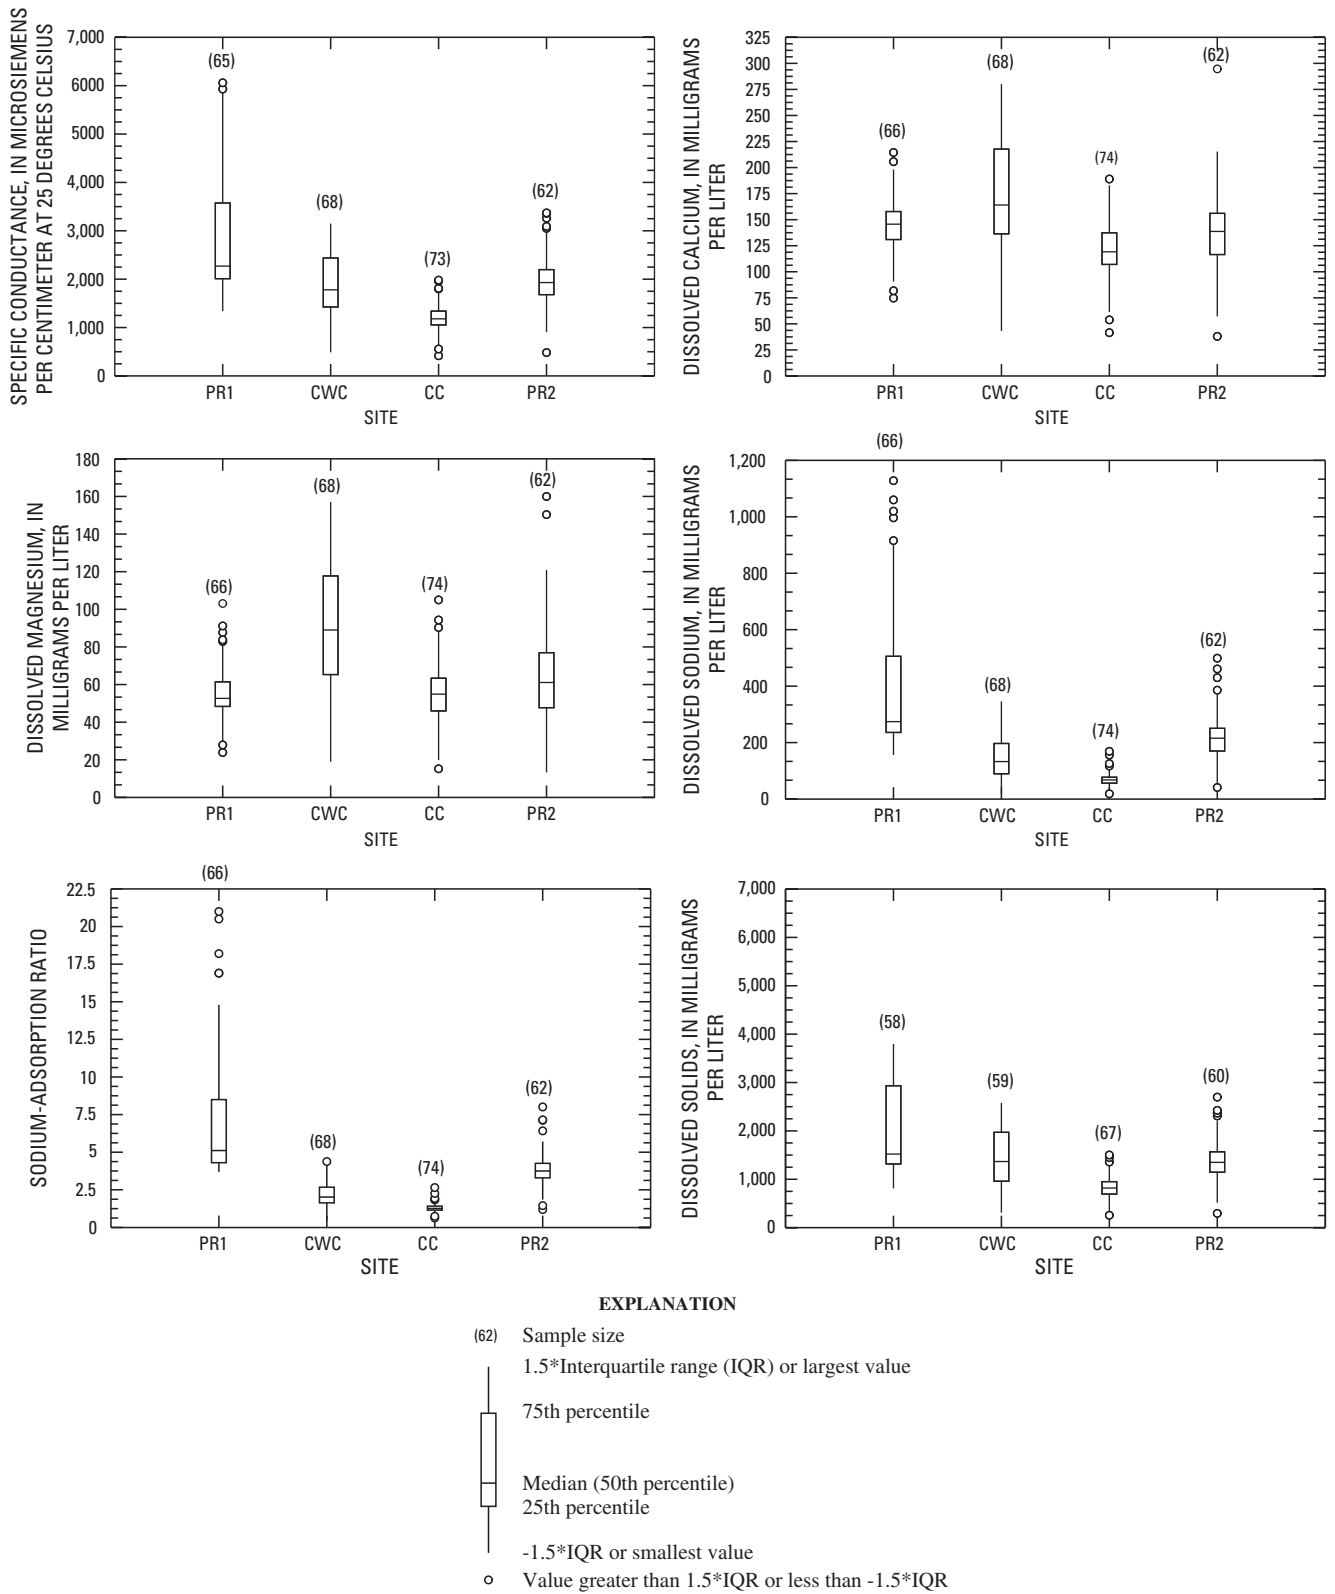 SPECIFIC CONDUCTANCE, IN MICROSIEMENS
PER CENTIMETER AT 25 DEGREES CELSIUS
7,000
6000
5000
4,000
3,000
2,000
1,000
0
(65)
(68)
(73)
(62)
PR1 CWC CC PR2
SITE
DISSOLVED CALCIUM, IN MILLIGRAMS
PER LITER
325
300
275
250
225
200
175
150
125
100
75
50
25
0
(66)
(68)
(74)
(62)
PR1 CWC CC PR2
SITE
DISSOLVED MAGNESIUM, IN
MILLIGRAMS PER LITER
180
160
140
120
100
80
60
40
20
0
(66)
(68)
(74)
(62)
PR1 CWC CC PR2
SITE
DISSOLVED SODIUM, IN MILLIGRAMS
PER LITER
1,200
1,000
800
600
400
200
0
(66)
(68)
(74)
(62)
PR1 CWC CC PR2
SITE
SODIUM-ADSORPTION RATIO
22.5
20
17.5
15
12.5
10
7.5
5
2.5
0
(66)
(68)
(74)
(62)
PR1 CWC CC PR2
SITE
DISSOLVED SOLIDS, IN MILLIGRAMS
PER LITER
7,000
6,000
5,000
4,000
3,000
2,000
1,000
0
(58)
(59)
(67)
(60)
PR1 CWC CC PR2
SITE
EXPLANATION
(62) Sample size
1.5*Interquartile range (IQR) or largest value
75th percentile
Median (50th percentile)
25th percentile
-1.5*IQR or smallest value
Value greater than 1.5*IQR or less than -1.5*IQR